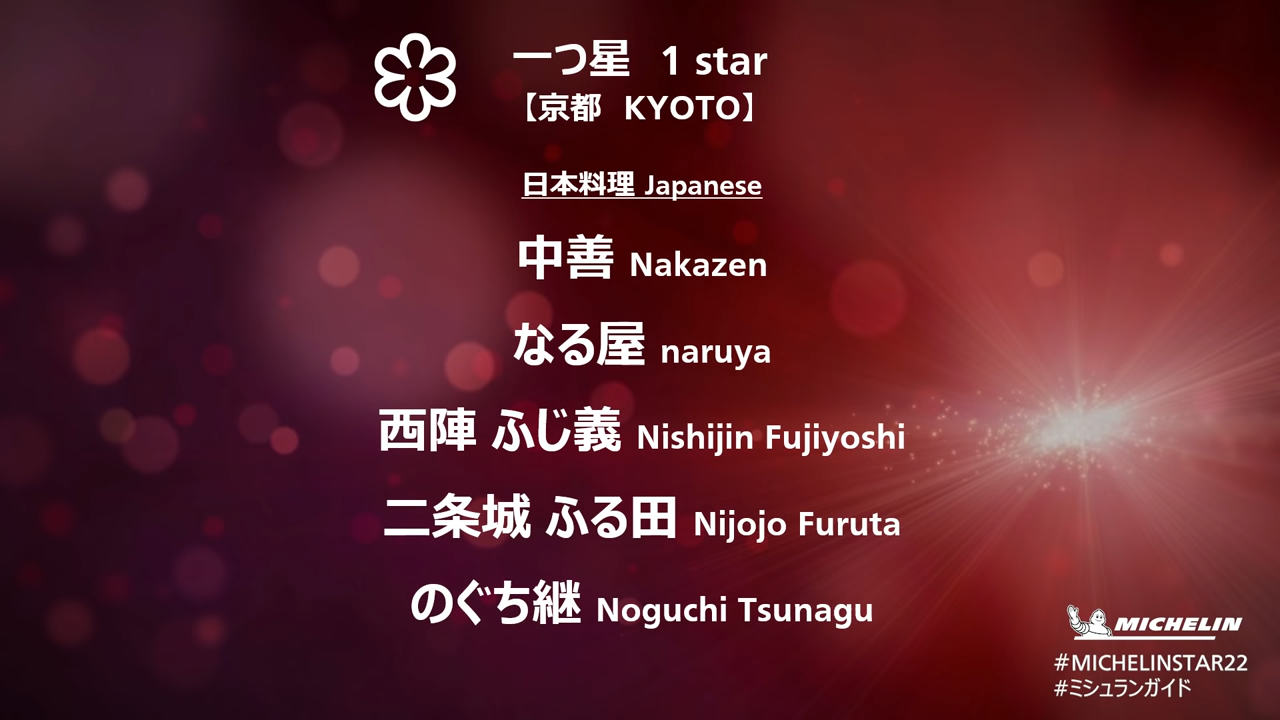 一つ星 1 star
【京都 KYOTO】
日本料理 Japanese
中善 Nakazen
なる屋 naruya
西陣 ふじ義 Nishijin Fujiyoshi
二条城 ふる田 Nijojo Furuta
のぐち継 Noguchi Tsunagu
MICHELIN
#MICHELINSTAR22
#ミシュランガイド